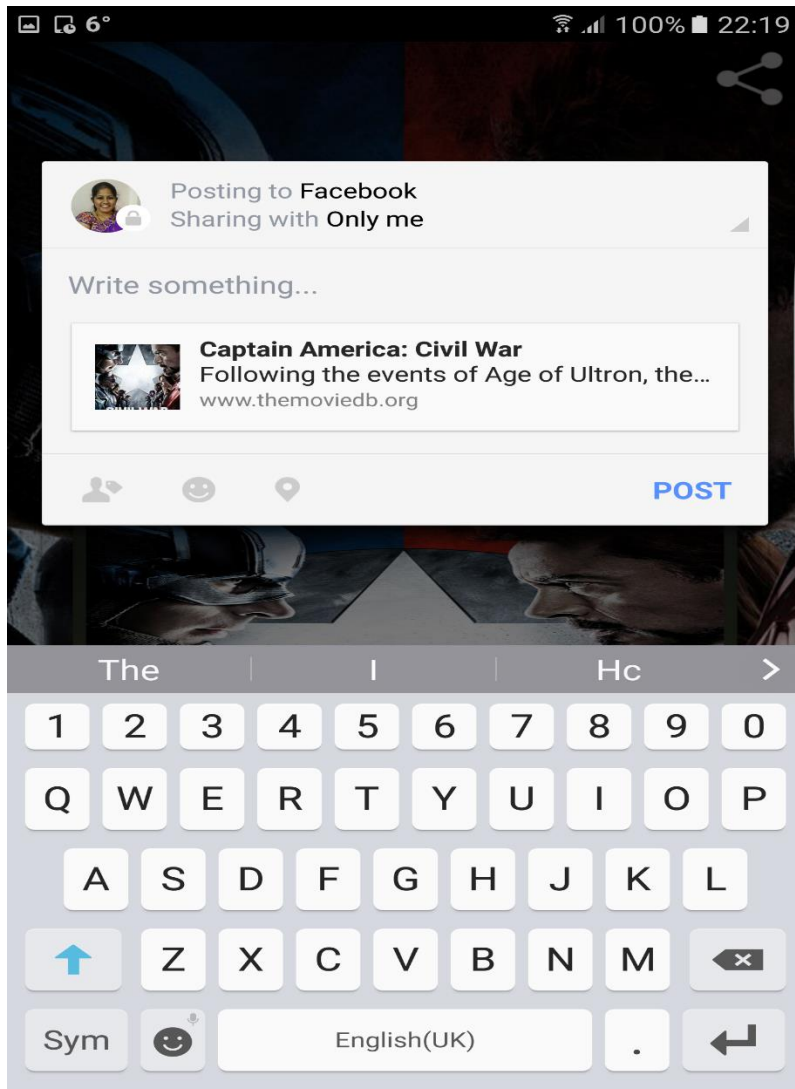 6° 100% 22:19
Posting to Facebook
Sharing with Only me
Write something...
Captain America: Civil War
Following the events of Age of Ultron, the...
www.themoviedb.org
POST
The I Hc >
1 2 3 4 5 6 7 8 9 0
Q W E R T Y U I O P
A S D F G H J K L
Z X C V B N M
Sym English(UK) .